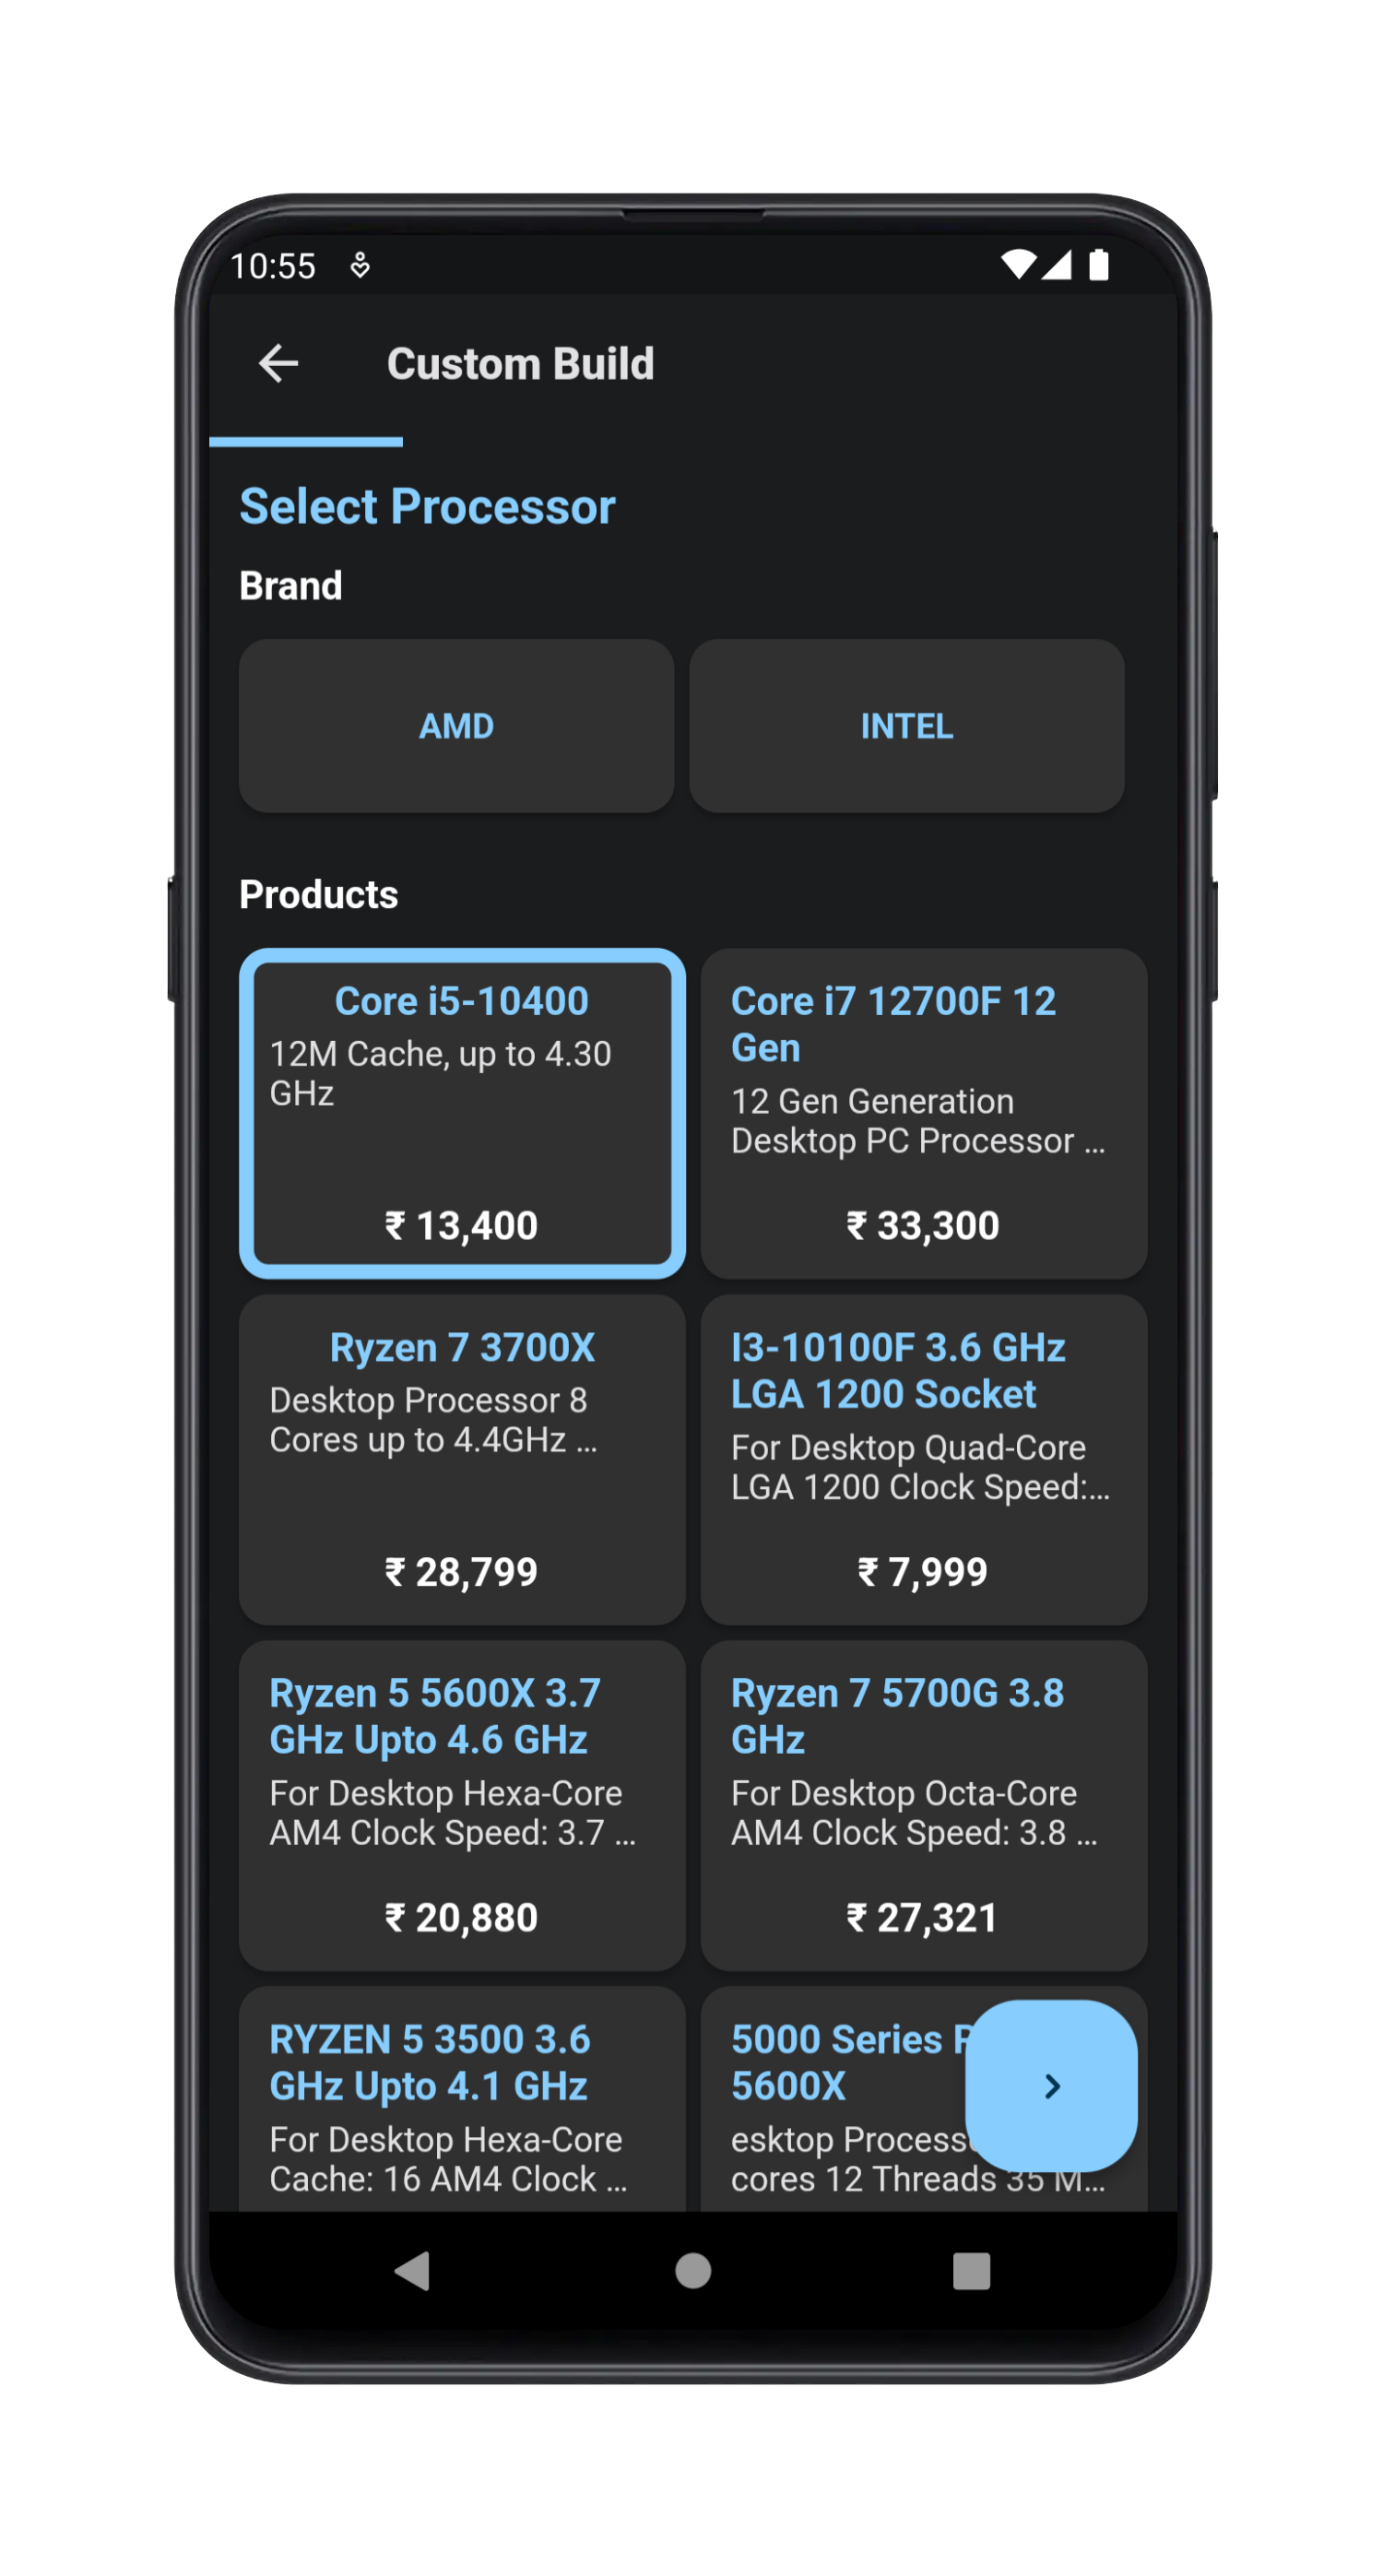 10:55
Custom Build
Select Processor
Brand
AMD
INTEL
Products
Core i5-10400
12M Cache, up to 4.30
GHz
₹ 13,400
Core i7 12700F 12
Gen
12 Gen Generation
Desktop PC Processor ...
₹ 33,300
Ryzen 7 3700X
Desktop Processor 8
Cores up to 4.4GHz ...
₹ 28,799
I3-10100F 3.6 GHz
LGA 1200 Socket
For Desktop Quad-Core
LGA 1200 Clock Speed:...
₹ 7,999
Ryzen 5 5600X 3.7
GHz Upto 4.6 GHz
For Desktop Hexa-Core
AM4 Clock Speed: 3.7 ...
₹ 20,880
Ryzen 7 5700G 3.8
GHz
For Desktop Octa-Core
AM4 Clock Speed: 3.8 ...
₹ 27,321
RYZEN 5 3500 3.6
GHz Upto 4.1 GHz
For Desktop Hexa-Core
Cache: 16 AM4 Clock ...
5000 Series
5600X
esktop
cores 12 Threads 35 M...